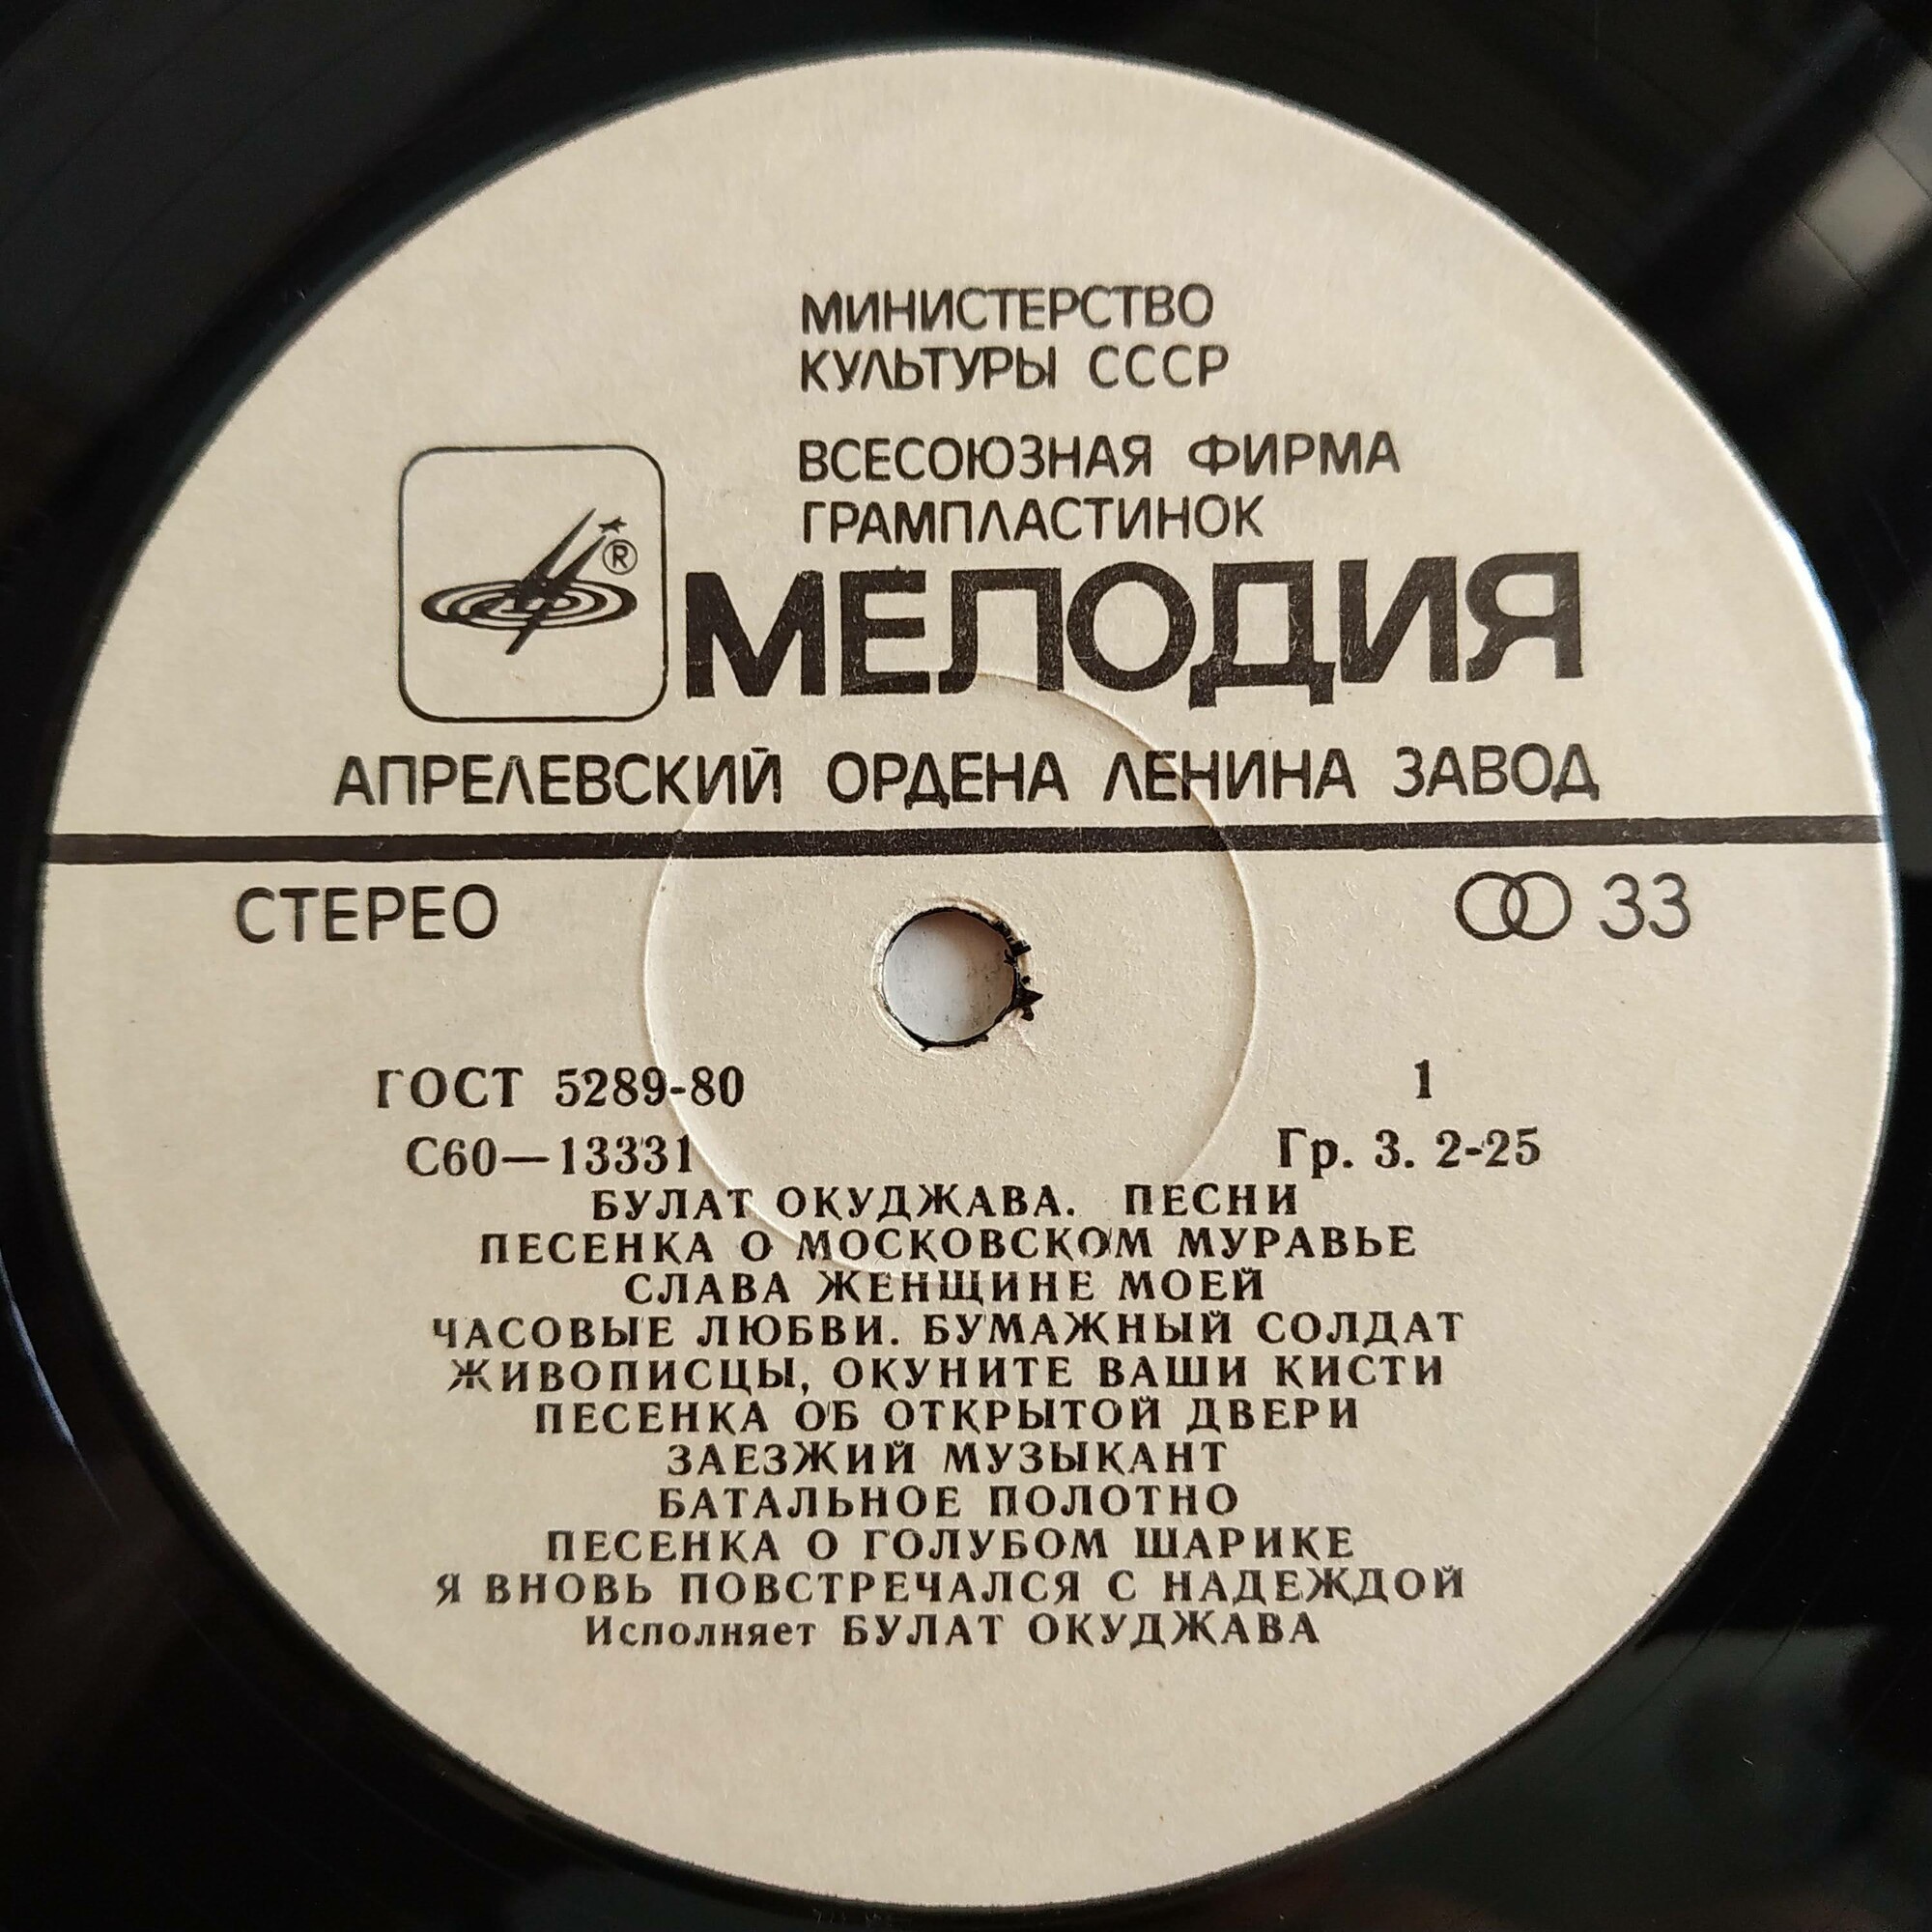 МИНИСТЕРСТВО
КУЛЬТУРЫ СССР
ВСЕСОЮЗНАЯ ФИРМА
ГРАМПЛАСТИНОК
®
МЕЛОДИЯ
АПРЕЛЕВСКИЙ ОРДЕНА ЛЕНИНА ЗАВОД
СТЕРЕО 33
ГОСТ 5289-80 1
С60—13331 Гр. 3. 2-25
БУЛАТ ОКУДЖАВА. ПЕСНИ
ПЕСЕНКА О МОСКОВСКОМ МУРАВЬЕ
СЛАВА ЖЕНЩИНЕ МОЕЙ
ЧАСОВЫЕ ЛЮБВИ. БУМАЖНЫЙ СОЛДАТ
ЖИВОПИСЦЫ, ОКУНИТЕ ВАШИ КИСТИ
ПЕСЕНКА ОБ ОТКРЫТОЙ ДВЕРИ
ЗАЕЗЖИЙ МУЗЫКАНТ
БАТАЛЬНОЕ ПОЛОТНО
ПЕСЕНКА О ГОЛУБОМ ШАРИКЕ
Я ВНОВЬ ПОВСТРЕЧАЛСЯ С НАДЕЖДОЙ
Исполняет БУЛАТ ОКУДЖАВА